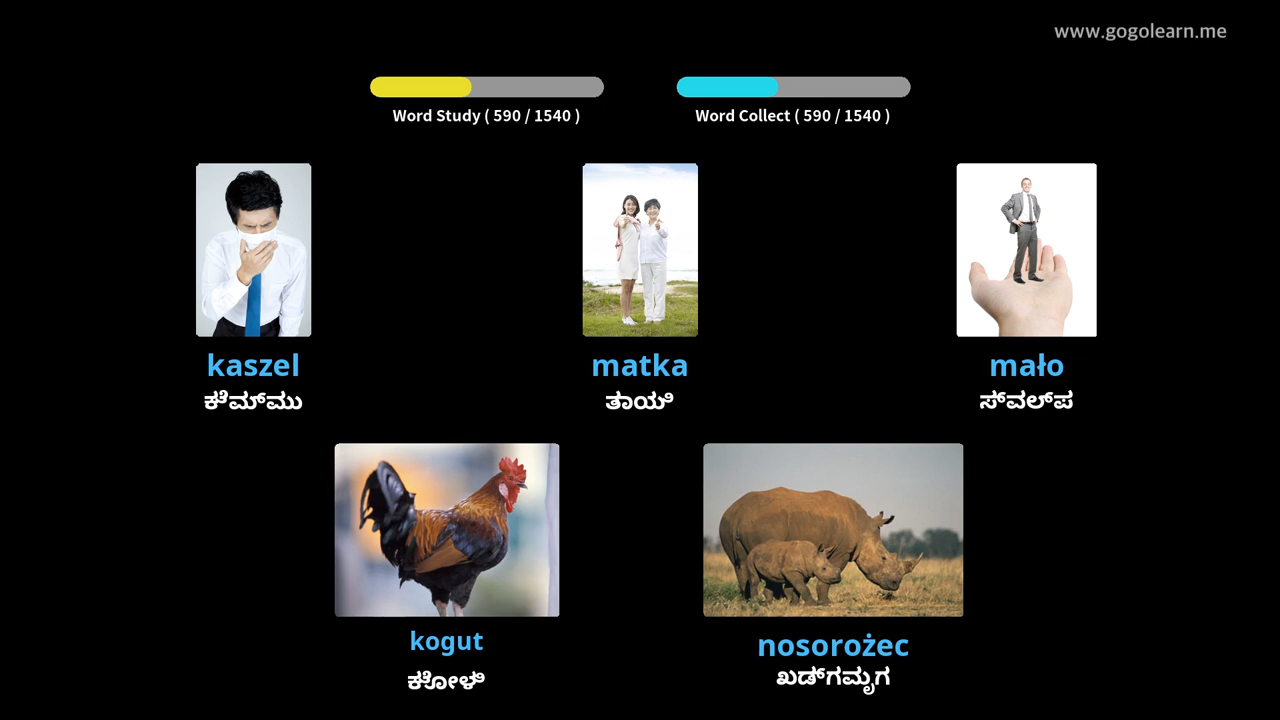 www.gogolearn.me
Word Study ( 590 / 1540 )
Word Collect ( 590 / 1540 )
kaszel
ಕೆಮ್ಮು
matka
ತಾಯಿ
mało
ಸ್ವಲ್ಪ
kogut
ಕೋಳಿ
nosorożec
ಖಡ್ಗಮೃಗ